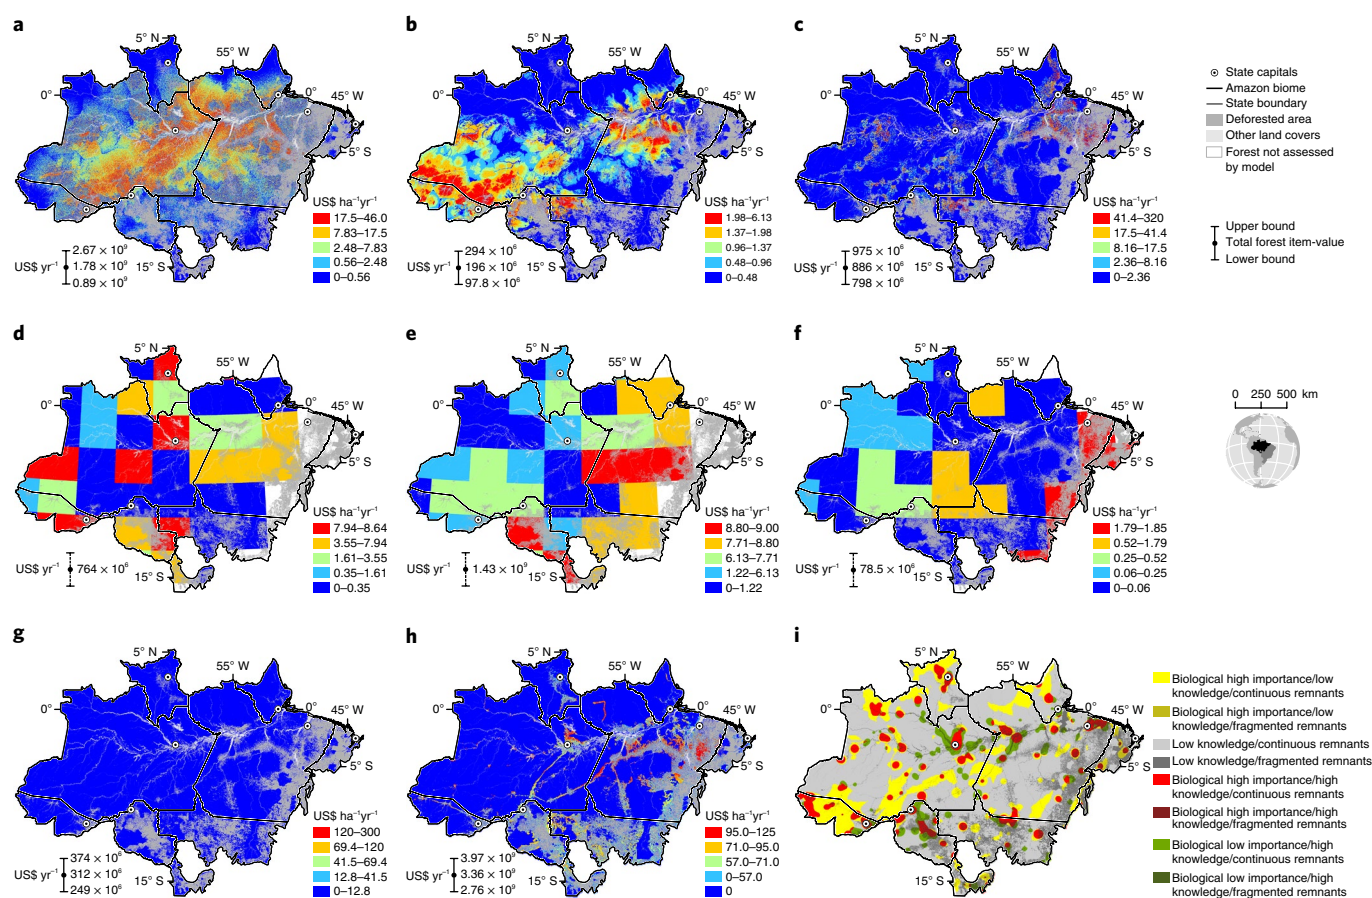 a
5° N
55° W
0°
0°
45° W
5° S
15° S
US$ ha⁻¹yr⁻¹
17.5–46.0
7.83–17.5
2.48–7.83
0.56–2.48
0–0.56
US$ yr⁻¹
2.67 × 10⁹
1.78 × 10⁹
0.89 × 10⁹
b
55° W
0°
45° W
5° S
15° S
US$ ha⁻¹yr⁻¹
1.98–6.13
1.37–1.98
0.96–1.37
0.48–0.96
0–0.48
US$ yr⁻¹
294 × 10⁶
196 × 10⁶
97.8 × 10⁶
c
5° N
55° W
0°
0°
45° W
5° S
15° S
US$ ha⁻¹yr⁻¹
41.4–320
17.5–41.4
8.16–17.5
2.36–8.16
0–2.36
US$ yr⁻¹
975 × 10⁶
886 × 10⁶
798 × 10⁶
State capitals
Amazon biome
State boundary
Deforested area
Other land covers
Forest not assessed
by model
Upper bound
Total forest item-value
Lower bound
d
5° N
55° W
0°
0°
45° W
5° S
15° S
US$ ha⁻¹yr⁻¹
7.94–8.64
3.55–7.94
1.61–3.55
0.35–1.61
0–0.35
US$ yr⁻¹
764 × 10⁶
e
55° W
0°
45° W
5° S
15° S
US$ ha⁻¹yr⁻¹
8.80–9.00
7.71–8.80
6.13–7.71
1.22–6.13
0–1.22
US$ yr⁻¹
1.43 × 10⁹
f
5° N
55° W
0°
0°
45° W
5° S
15° S
US$ ha⁻¹yr⁻¹
1.79–1.85
0.52–1.79
0.25–0.52
0.06–0.25
0–0.06
US$ yr⁻¹
78.5 × 10⁶
0 250 500 km
g
5° N
55° W
0°
0°
45° W
5° S
15° S
US$ ha⁻¹yr⁻¹
120–300
69.4–120
41.5–69.4
12.8–41.5
0–12.8
US$ yr⁻¹
374 × 10⁶
312 × 10⁶
249 × 10⁶
h
55° W
0°
45° W
5° S
15° S
US$ ha⁻¹yr⁻¹
95.0–125
71.0–95.0
57.0–71.0
0–57.0
0
US$ yr⁻¹
3.97 × 10⁹
3.36 × 10⁹
2.76 × 10⁹
i
5° N
55° W
0°
0°
45° W
5° S
15° S
Biological high importance/low
knowledge/continuous remnants
Biological high importance/low
knowledge/fragmented remnants
Low knowledge/continuous remnants
Low knowledge/fragmented remnants
Biological high importance/high
knowledge/continuous remnants
Biological high importance/high
knowledge/fragmented remnants
Biological low importance/high
knowledge/continuous remnants
Biological low importance/high
knowledge/fragmented remnants